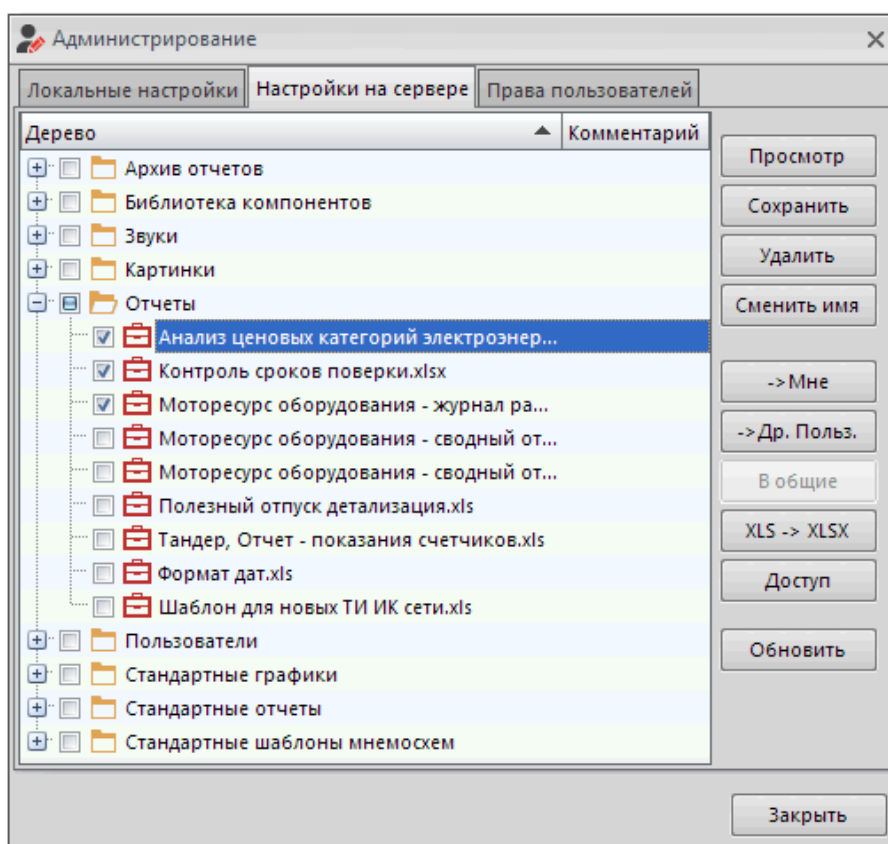 Администрирование
Локальные настройки Настройки на сервере Права пользователей
Дерево Комментарий
Архив отчетов
Библиотека компонентов
Звуки
Картинки
Отчеты
Анализ ценовых категорий электроэнер...
Контроль сроков поверки.xlsx
Моторесурс оборудования - журнал ра...
Моторесурс оборудования - сводный от...
Моторесурс оборудования - сводный от...
Полезный отпуск детализация.xls
Тандер, Отчет - показания счетчиков.xls
Формат дат.xls
Шаблон для новых ТИ ИК сети.xls
Пользователи
Стандартные графики
Стандартные отчеты
Стандартные шаблоны мнемосхем
Просмотр
Сохранить
Удалить
Сменить имя
->Мне
->Др. Польз.
В общие
XLS -> XLSX
Доступ
Обновить
Закрыть